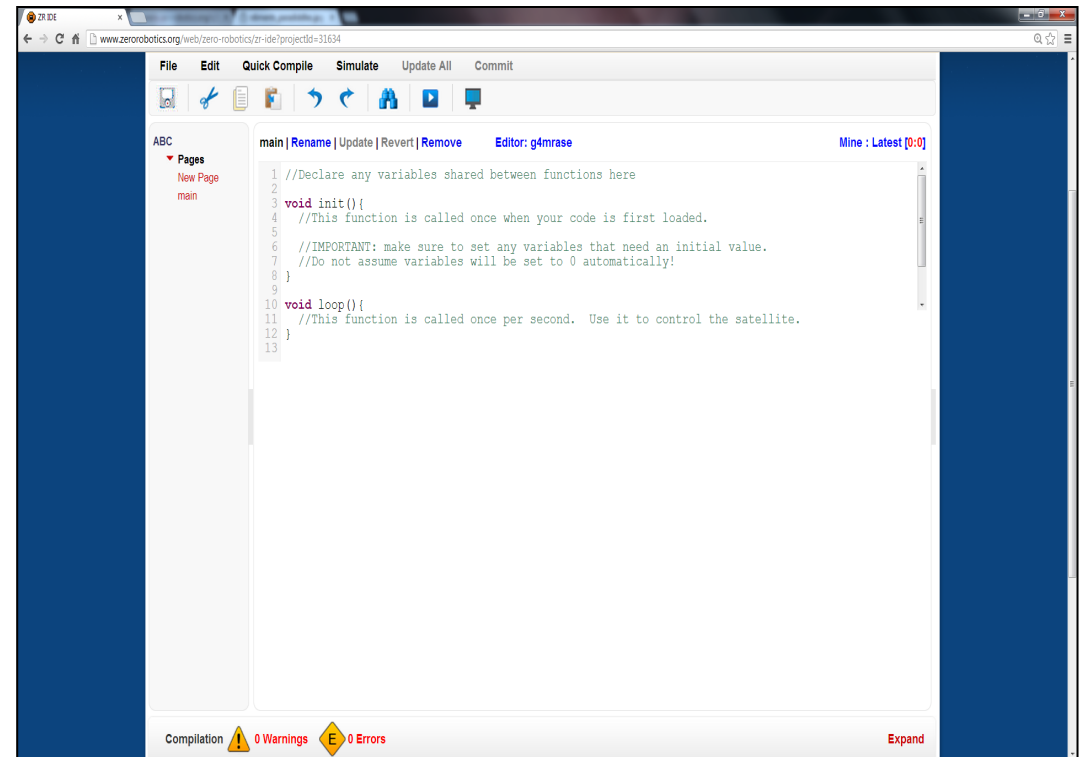 ZR IDE x
www.zerorobotics.org/web/zero-robotics/zr-ide?projectId=31634
File Edit Quick Compile Simulate Update All Commit
ABC
Pages
New Page
main
main | Rename | Update | Revert | Remove Editor: g4mrase Mine : Latest [0:0]
1 //Declare any variables shared between functions here
2
3 void init(){
4 //This function is called once when your code is first loaded.
5
6 //IMPORTANT: make sure to set any variables that need an initial value.
7 //Do not assume variables will be set to 0 automatically!
8 }
9
10 void loop(){
11 //This function is called once per second. Use it to control the satellite.
12 }
13
Compilation ! 0 Warnings E 0 Errors Expand